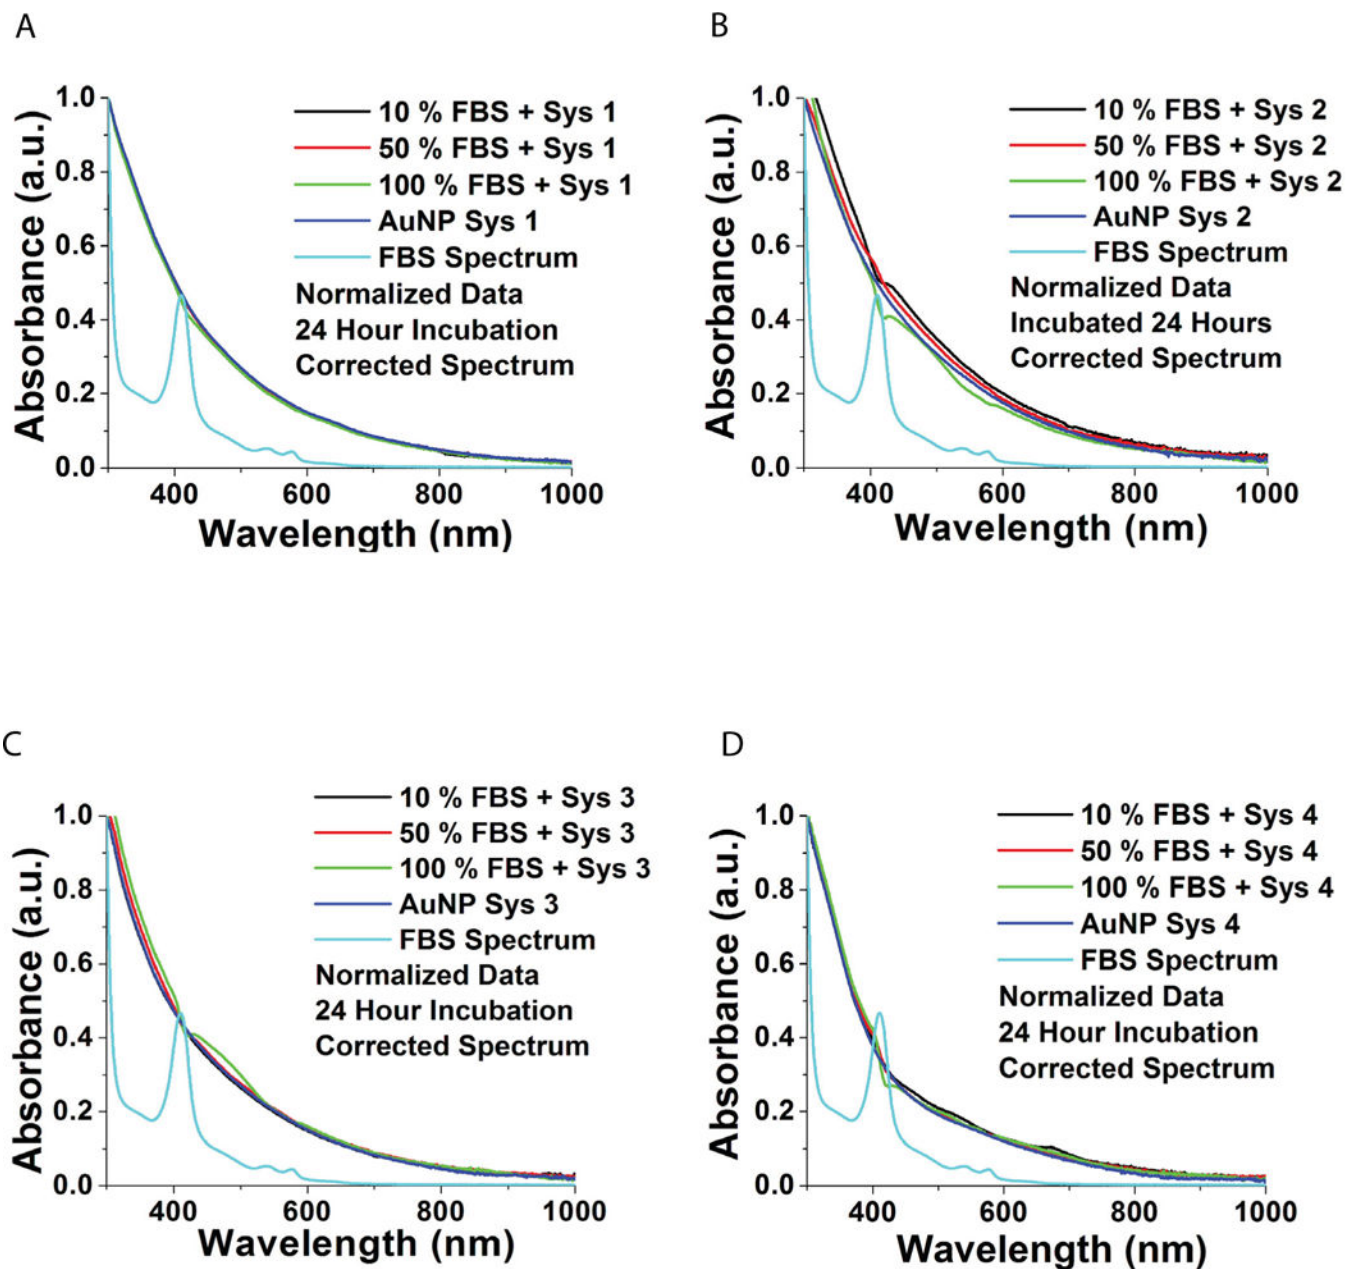 A
Absorbance (a.u.)
1.0
0.8
0.6
0.4
0.2
0.0
10 % FBS + Sys 1
50 % FBS + Sys 1
100 % FBS + Sys 1
AuNP Sys 1
FBS Spectrum
Normalized Data
24 Hour Incubation
Corrected Spectrum
400 600 800 1000
Wavelength (nm)
B
Absorbance (a.u.)
1.0
0.8
0.6
0.4
0.2
0.0
10 % FBS + Sys 2
50 % FBS + Sys 2
100 % FBS + Sys 2
AuNP Sys 2
FBS Spectrum
Normalized Data
Incubated 24 Hours
Corrected Spectrum
400 600 800 1000
Wavelength (nm)
C
Absorbance (a.u.)
1.0
0.8
0.6
0.4
0.2
0.0
10 % FBS + Sys 3
50 % FBS + Sys 3
100 % FBS + Sys 3
AuNP Sys 3
FBS Spectrum
Normalized Data
24 Hour Incubation
Corrected Spectrum
400 600 800 1000
Wavelength (nm)
D
Absorbance (a.u.)
1.0
0.8
0.6
0.4
0.2
0.0
10 % FBS + Sys 4
50 % FBS + Sys 4
100 % FBS + Sys 4
AuNP Sys 4
FBS Spectrum
Normalized Data
24 Hour Incubation
Corrected Spectrum
400 600 800 1000
Wavelength (nm)